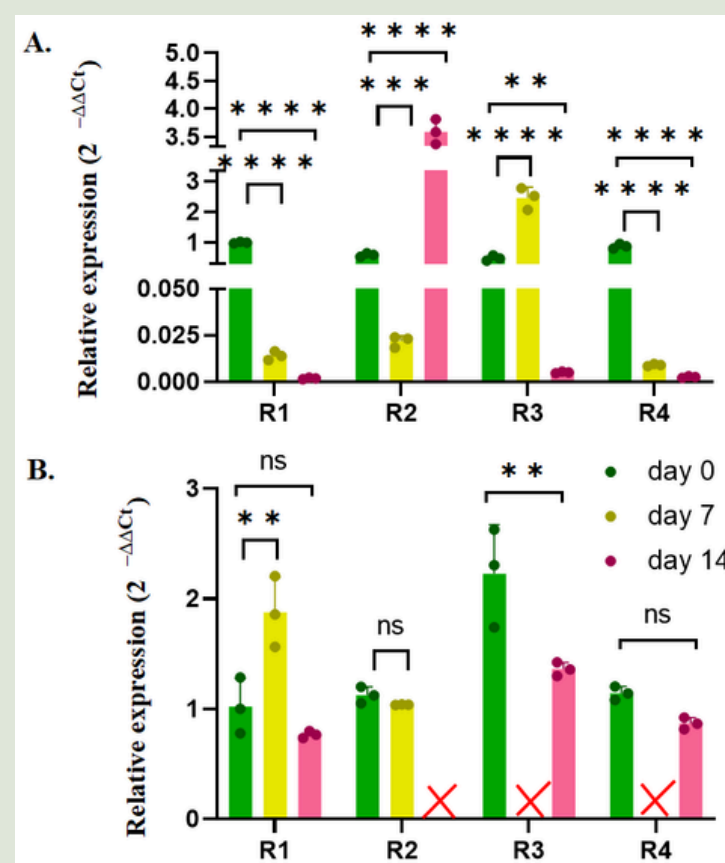 A.
Relative expression (2 −ΔΔCt)
5.0
4.5
4.0
3.5
3
2
1
0.050
0.025
0.000
****
****
****
***
**
****
****
****
R1 R2 R3 R4
B.
Relative expression (2 −ΔΔCt)
3
2
1
0
ns
**
ns
**
ns
day 0
day 7
day 14
R1 R2 R3 R4